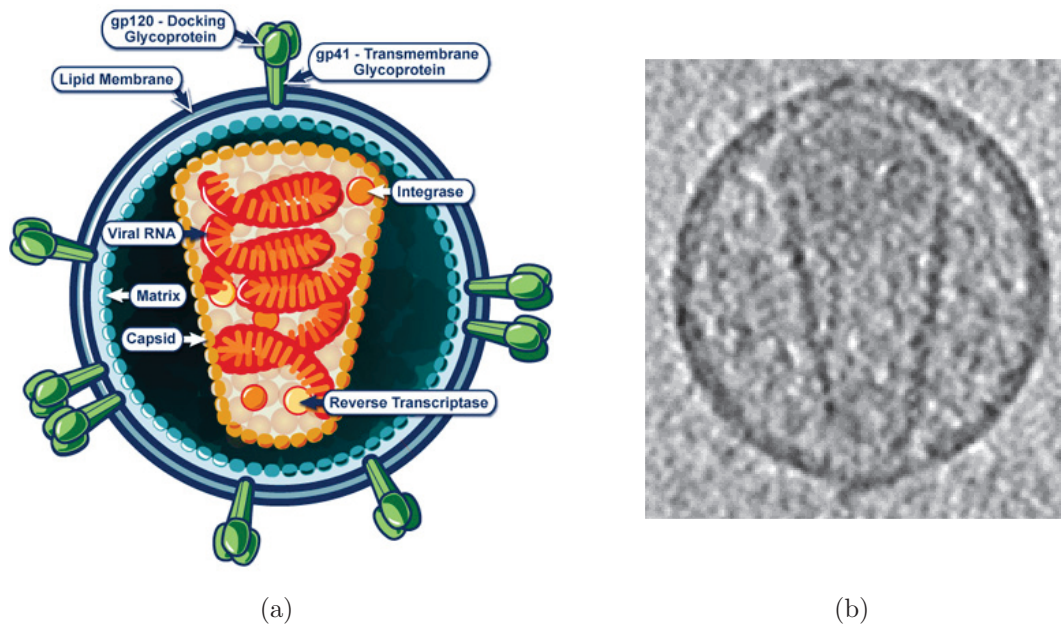 gp120 - Docking
Glycoprotein
gp41 - Transmembrane
Glycoprotein
Lipid Membrane
Integrase
Viral RNA
Matrix
Capsid
Reverse Transcriptase
(a)
(b)